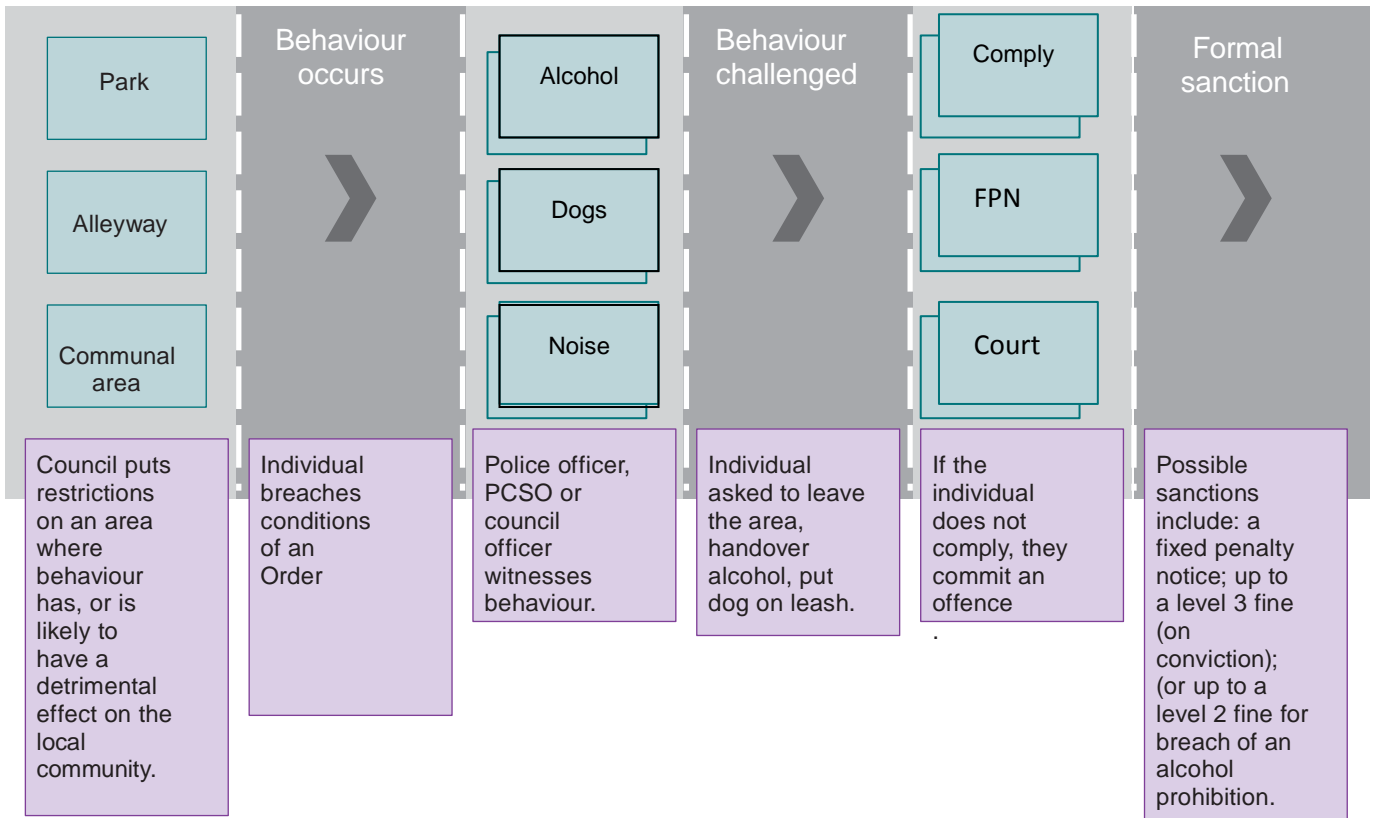 Park
Alleyway
Communal
area
Behaviour
occurs
Alcohol
Dogs
Noise
Behaviour
challenged
Comply
FPN
Court
Formal
sanction
Council puts
restrictions
on an area
where
behaviour
has, or is
likely to
have a
detrimental
effect on the
local
community.
Individual
breaches
conditions
of an
Order
Police officer,
PCSO or
council
officer
witnesses
behaviour.
Individual
asked to leave
the area,
handover
alcohol, put
dog on leash.
If the
individual
does not
comply, they
commit an
offence
.
Possible
sanctions
include: a
fixed penalty
notice; up to
a level 3 fine
(on
conviction);
(or up to a
level 2 fine for
breach of an
alcohol
prohibition.